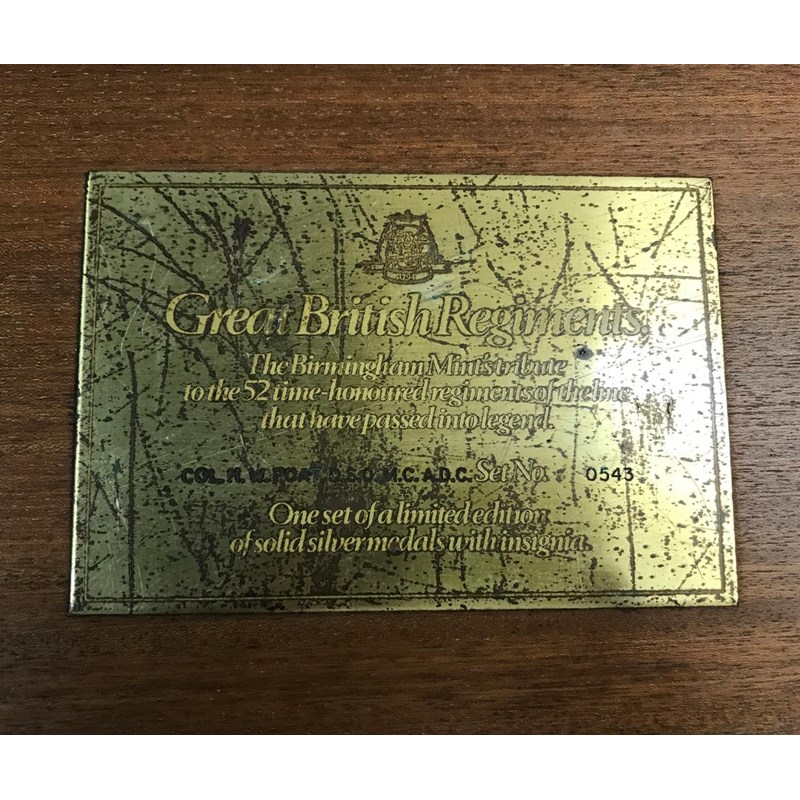 Great British Regiments.
The Birmingham Mint's tribute
to the 52 time-honoured regiments of the line
that have passed into legend.
COL. H. W. D.S.O. M.C. A.D.C. Set No. 0543
One set of a limited edition
of solid silver medals with insignia.